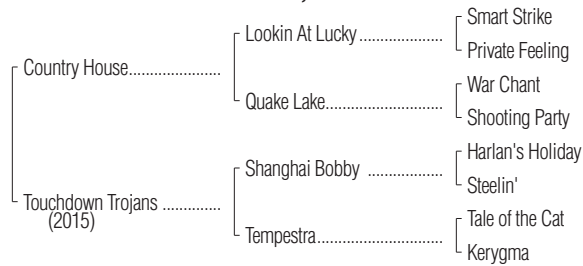 Smart Strike
Lookin At Lucky....................
Private Feeling
Country House......................
War Chant
Quake Lake............................
Shooting Party
Harlan's Holiday
Shanghai Bobby ..................
Steelin'
Touchdown Trojans ..............
(2015)
Tale of the Cat
Tempestra..............................
Kerygma